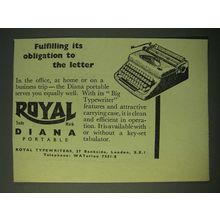 Fulfilling its
obligation to
the letter
In the office, at home or on a
business trip—the Diana portable
serves you equally well. With its "Big
Typewriter"
features and attractive
carrying case, it is
clean and efficient in
operation. It is available with
or without a key-set
tabulator.
ROYAL
Trade Mark
DIANA
PORTABLE
ROYAL TYPEWRITERS, 27 Bankside, London, S.E.1
Telephone: WATerloo 7551-8